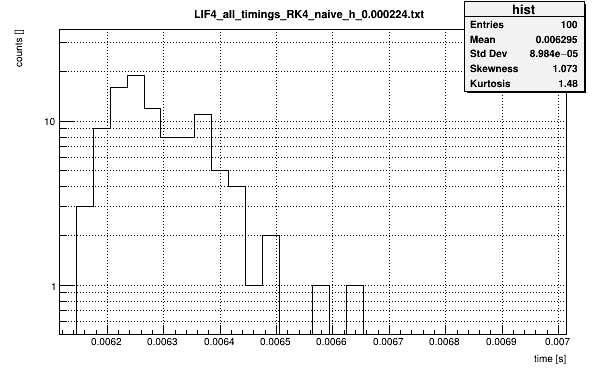 LIF4_all_timings_RK4_naive_h_0.000224.txt
hist
Entries 100
Mean 0.006295
Std Dev 8.984e−05
Skewness 1.073
Kurtosis 1.48
counts []
10
1
0.0062 0.0063 0.0064 0.0065 0.0066 0.0067 0.0068 0.0069 0.007
time [s]